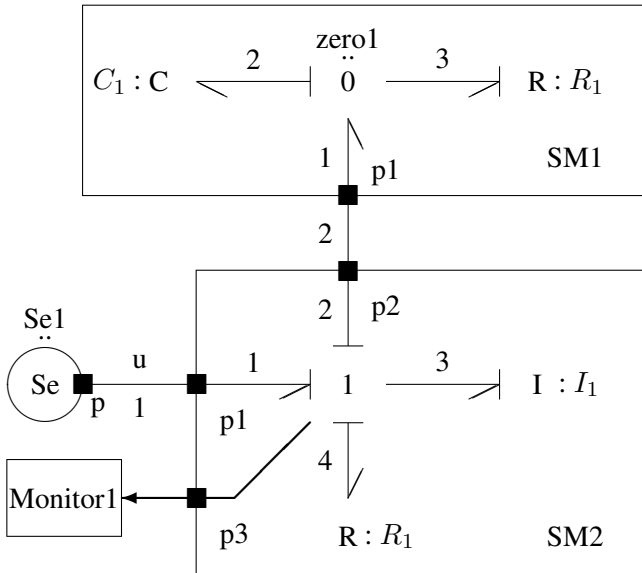 zero1
..
C₁ : C
2
0
3
R : R₁
1
p1
SM1
2
2
p2
Se1
..
Se
p
u
1
1
p1
1
3
I : I₁
4
Monitor1
p3
R : R₁
SM2